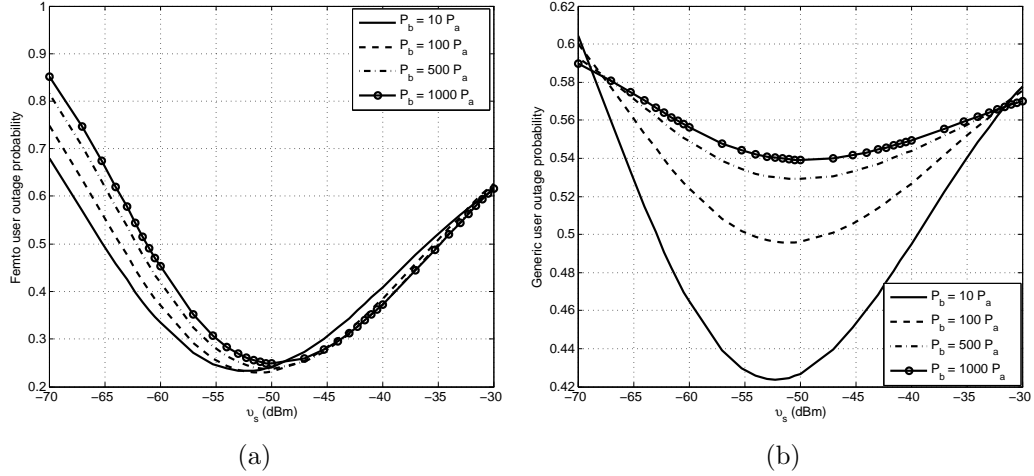 1
0.9
0.8
0.7
0.6
0.5
0.4
0.3
0.2
−70
−65
−60
−55
−50
−45
−40
−35
−30
Femto use outage probability
υs (dBm)
Pb = 10 Pa
Pb = 100 Pa
Pb = 500 Pa
Pb = 1000 Pa
(a)
0.62
0.6
0.58
0.56
0.54
0.52
0.5
0.48
0.46
0.44
0.42
−70
−65
−60
−55
−50
−45
−40
−35
−30
Generic user outage probability
υs (dBm)
Pb = 10 Pa
Pb = 100 Pa
Pb = 500 Pa
Pb = 1000 Pa
(b)